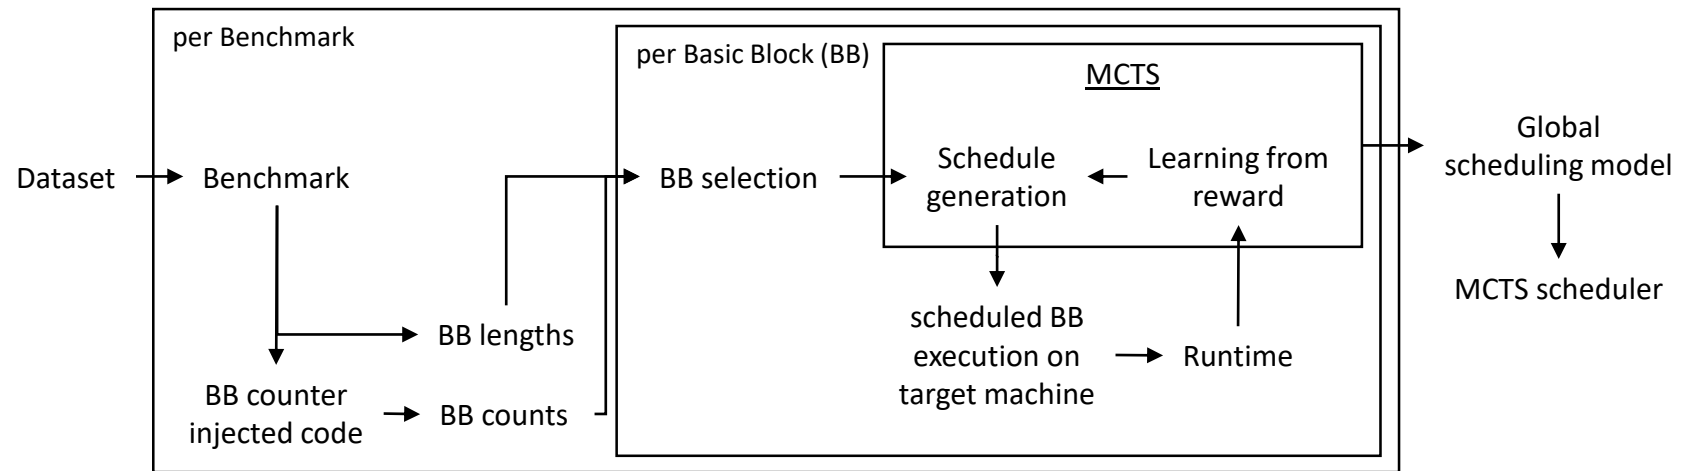 per Benchmark
per Basic Block (BB)
MCTS
Dataset
Benchmark
BB selection
Schedule
generation
Learning from
reward
Global
scheduling model
MCTS scheduler
BB lengths
scheduled BB
execution on
target machine
Runtime
BB counter
injected code
BB counts